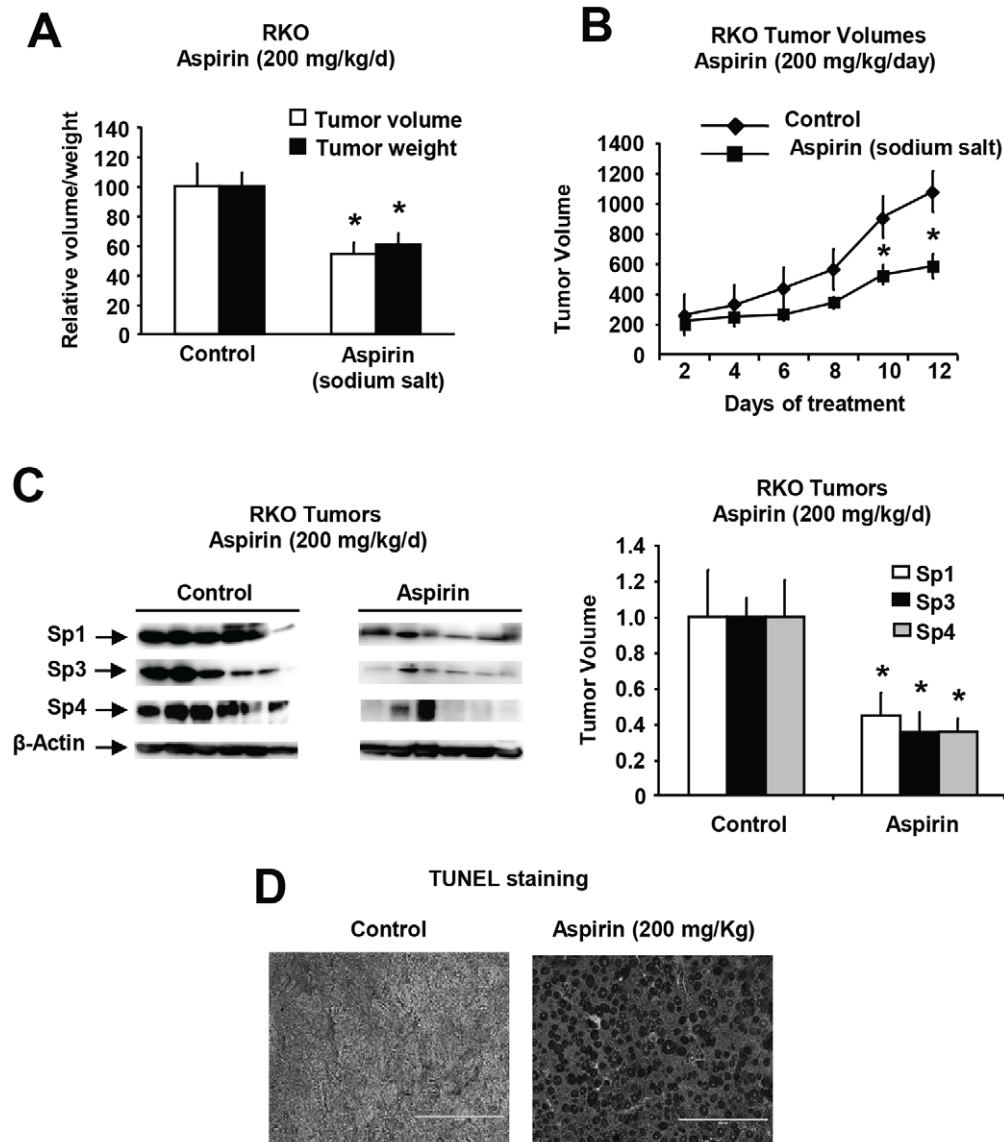 A
RKO
Aspirin (200 mg/kg/d)
Tumor volume
Tumor weight
Relative volume/weight
140
120
100
80
60
40
20
0
*
*
Control
Aspirin
(sodium salt)
B
RKO Tumor Volumes
Aspirin (200 mg/kg/day)
Control
Aspirin (sodium salt)
Tumor Volume
1400
1200
1000
800
600
400
200
0
*
*
2 4 6 8 10 12
Days of treatment
C
RKO Tumors
Aspirin (200 mg/kg/d)
Control Aspirin
Sp1
Sp3
Sp4
β-Actin
RKO Tumors
Aspirin (200 mg/kg/d)
Sp1
Sp3
Sp4
Tumor Volume
1.4
1.2
1.0
0.8
0.6
0.4
0.2
0
* * *
Control Aspirin
D
TUNEL staining
Control Aspirin (200 mg/Kg)